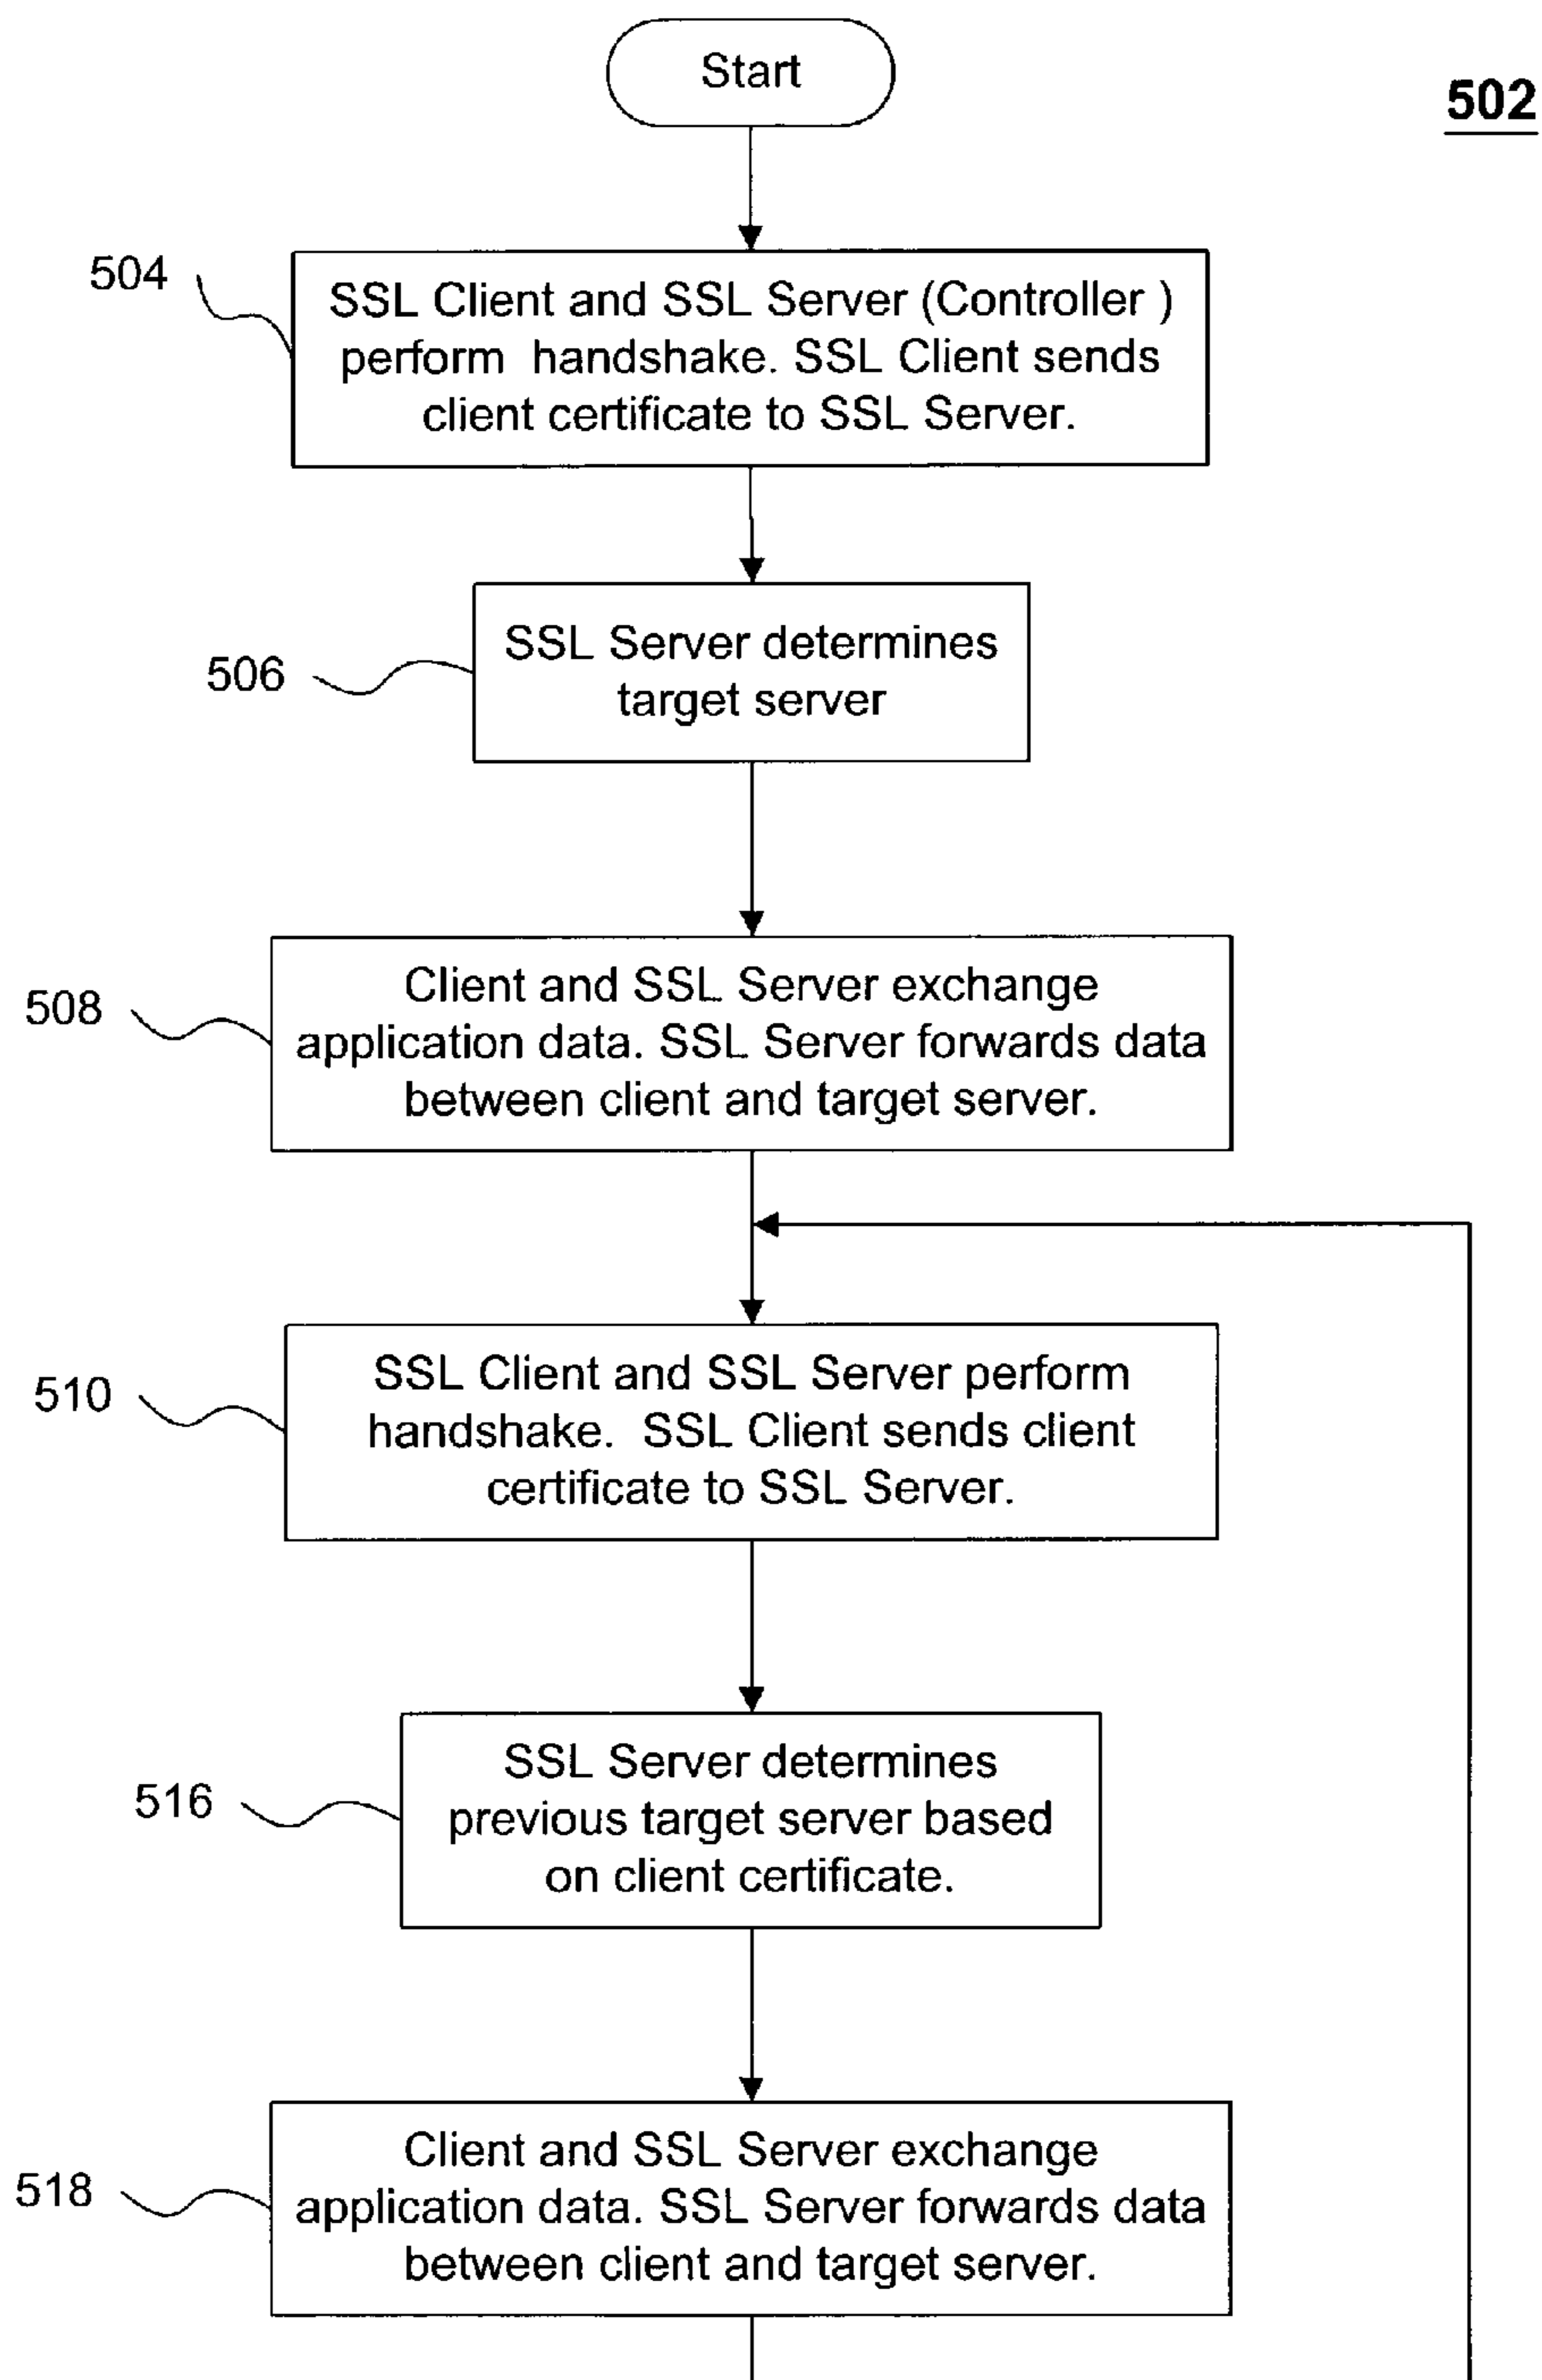 Start
502
504
SSL Client and SSL Server (Controller )
perform handshake. SSL Client sends
client certificate to SSL Server.
506
SSL Server determines
target server
508
Client and SSL Server exchange
application data. SSL Server forwards data
between client and target server.
510
SSL Client and SSL Server perform
handshake. SSL Client sends client
certificate to SSL Server.
516
SSL Server determines
previous target server based
on client certificate.
518
Client and SSL Server exchange
application data. SSL Server forwards data
between client and target server.